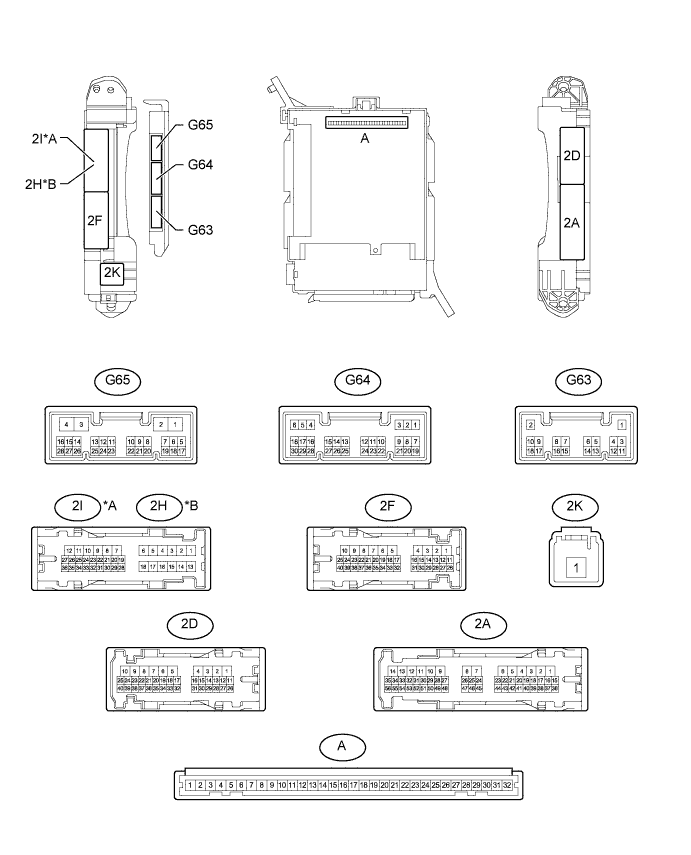 G65
2I*A
G64
2H*B
G63
2F
2K
A
2D
2A
G65
G64
G63
4 3 2 1
16 15 14 13 12 11 10 9 8 7 6 5
28 27 26 25 24 23 22 21 20 19 18 17
6 5 4 3 2 1
18 17 16 15 14 13 12 11 10 9 8 7
30 29 28 27 26 25 24 23 22 21 20 19
2 1
10 9 8 7 6 5 4 3
18 17 16 15 14 13 12 11
2I *A 2H *B
2F
2K
12 11 10 9 8 7 6 5 4 3 2 1
27 26 25 24 23 22 21 20 19 18 17 16 15 14 13
36 35 34 33 32 31 30 29 28
10 9 8 7 6 5 4 3 2 1
25 24 23 22 21 20 19 18 17 16 15 14 13 12 11
40 39 38 37 36 35 34 33 32 31 30 29 28 27 26
1
2D
2A
10 9 8 7 6 5 4 3 2 1
25 24 23 22 21 20 19 18 17 16 15 14 13 12 11
40 39 38 37 36 35 34 33 32 31 30 29 28 27 26
14 13 12 11 10 9 8 7 6 5 4 3 2 1
35 34 33 32 31 30 29 28 27 26 25 24 23 22 21 20 19 18 17 16 15
56 55 54 53 52 51 50 49 48 47 46 45 44 43 42 41 40 39 38 37 36
A
1 2 3 4 5 6 7 8 9 10 11 12 13 14 15 16 17 18 19 20 21 22 23 24 25 26 27 28 29 30 31 32